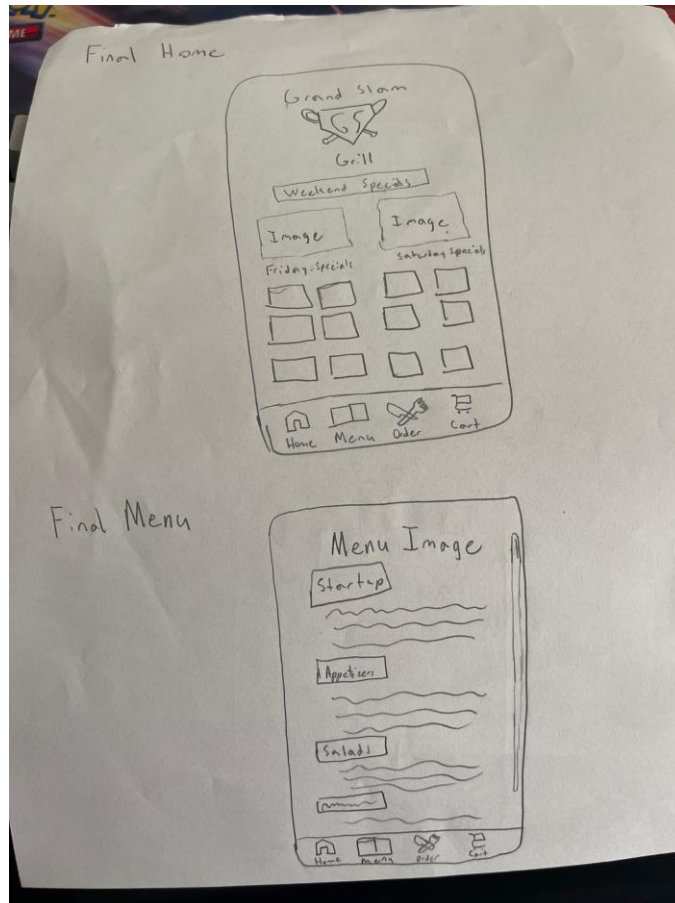 ME
Final Home
Grand Slam
GS
Grill
Weekend Specials
Image Image
Friday Specials Saturday Specials
Home Menu Order Cart
Final Menu
Menu Image
Startup
Appetizers
Salads
Home Menu Order Cart